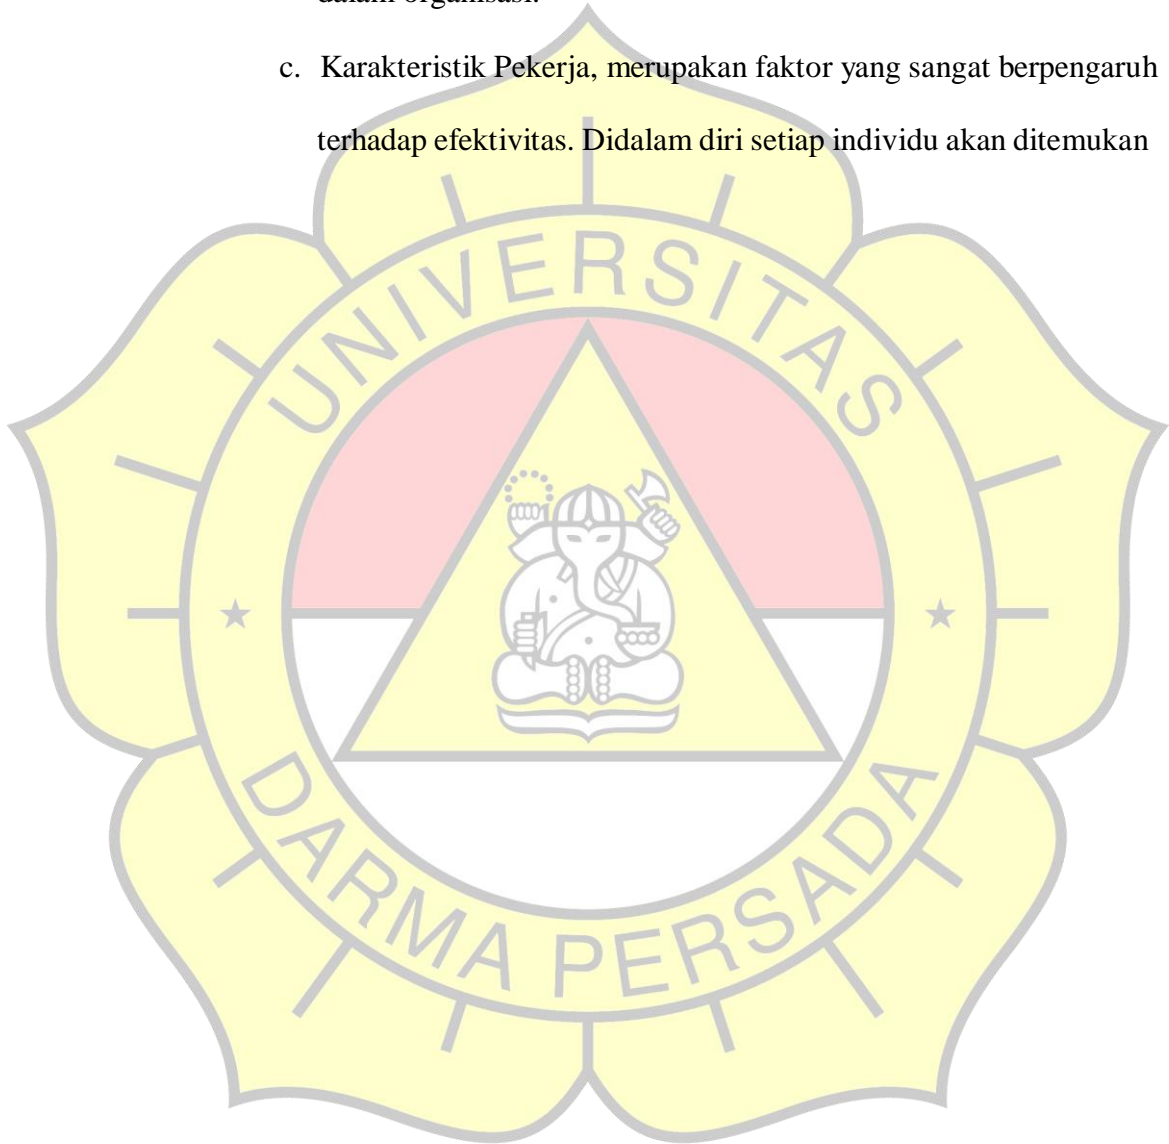 dalam organisasi.
c. Karakteristik Pekerja, merupakan faktor yang sangat berpengaruh
terhadap efektivitas. Didalam diri setiap individu akan ditemukan
UNIVERSITAS
DARMA PERSADA